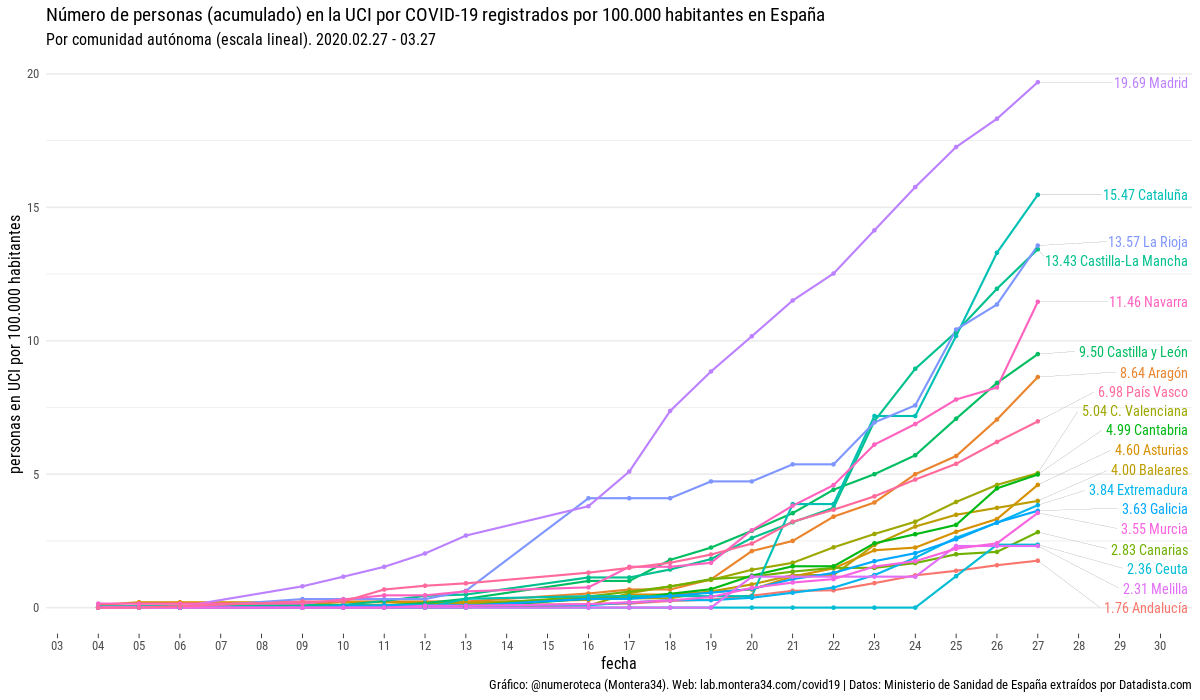 Número de personas (acumulado) en la UCI por COVID-19 registrados por 100.000 habitantes en España
Por comunidad autónoma (escala lineal). 2020.02.27 - 03.27
personas en UCI por 100.000 habitantes
20
15
10
5
0
19.69 Madrid
15.47 Cataluña
13.57 La Rioja
13.43 Castilla-La Mancha
11.46 Navarra
9.50 Castilla y León
8.64 Aragón
6.98 País Vasco
5.04 C. Valenciana
4.99 Cantabria
4.60 Asturias
4.00 Baleares
3.84 Extremadura
3.63 Galicia
3.55 Murcia
2.83 Canarias
2.36 Ceuta
2.31 Melilla
1.76 Andalucía
03 04 05 06 07 08 09 10 11 12 13 14 15 16 17 18 19 20 21 22 23 24 25 26 27 28 29 30
fecha
Gráfico: @numeroteca (Montera34). Web: lab.montera34.com/covid19 | Datos: Ministerio de Sanidad de España extraídos por Datadista.com